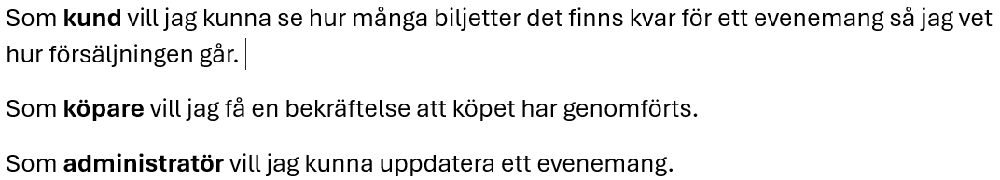 Som kund vill jag kunna se hur många biljetter det finns kvar för ett evenemang så jag vet
hur försäljningen går.
Som köpare vill jag få en bekräftelse att köpet har genomförts.
Som administratör vill jag kunna uppdatera ett evenemang.